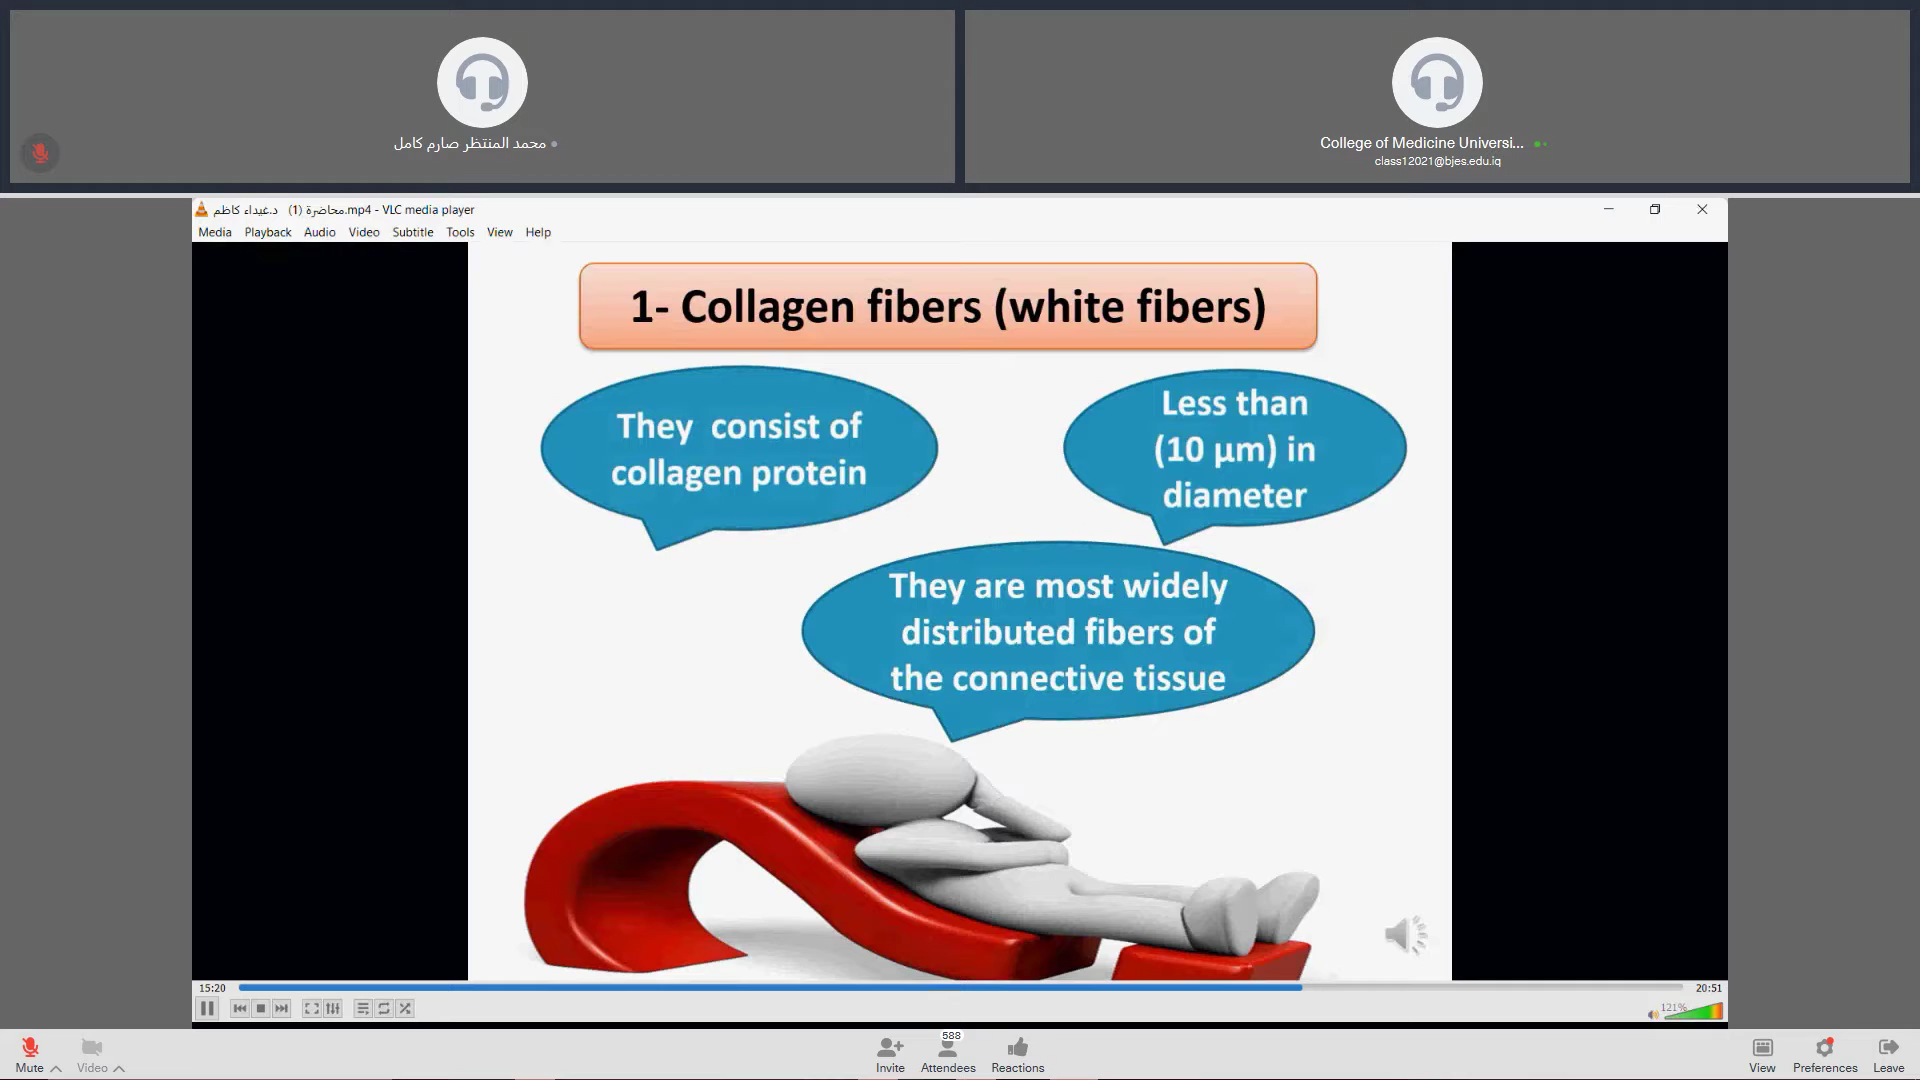 محمد المنتظر صارم كامل
College of Medicine Universi...
class12021@bjes.edu.iq
محاضرة (1) د.غيداء كاظم.mp4 - VLC media player
Media Playback Audio Video Subtitle Tools View Help
1- Collagen fibers (white fibers)
They consist of
collagen protein
Less than
(10 µm) in
diameter
They are most widely
distributed fibers of
the connective tissue
15:20
20:51
121%
588
Mute
Video
Invite
Attendees
Reactions
View
Preferences
Leave